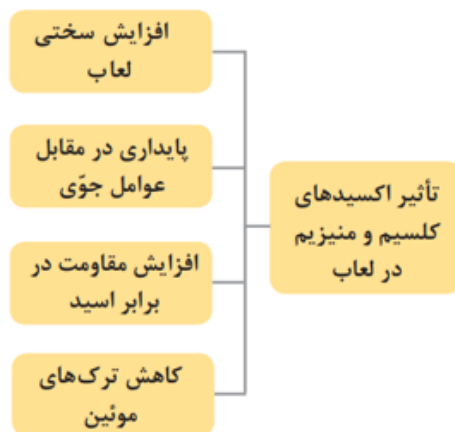 تأثیر اکسیدهای
کلسیم و منیزیم
در لعاب
افزایش سختی
لعاب
پایداری در مقابل
عوامل جوّی
افزایش مقاومت در
برابر اسید
کاهش ترک‌های
موئین